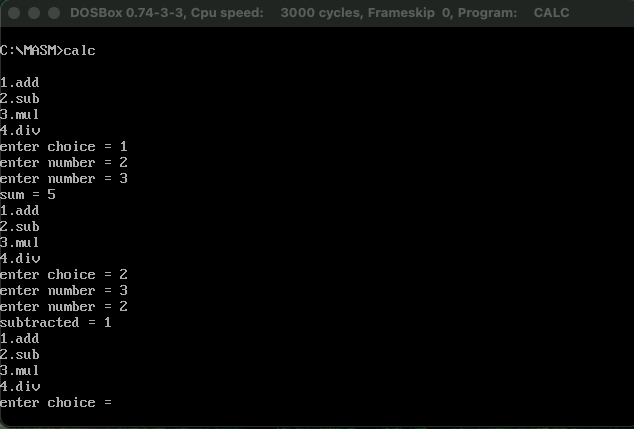 DOSBox 0.74-3-3, Cpu speed: 3000 cycles, Frameskip 0, Program: CALC
C:\MASM>calc
1.add
2.sub
3.mul
4.div
enter choice = 1
enter number = 2
enter number = 3
sum = 5
1.add
2.sub
3.mul
4.div
enter choice = 2
enter number = 3
enter number = 2
subtracted = 1
1.add
2.sub
3.mul
4.div
enter choice =